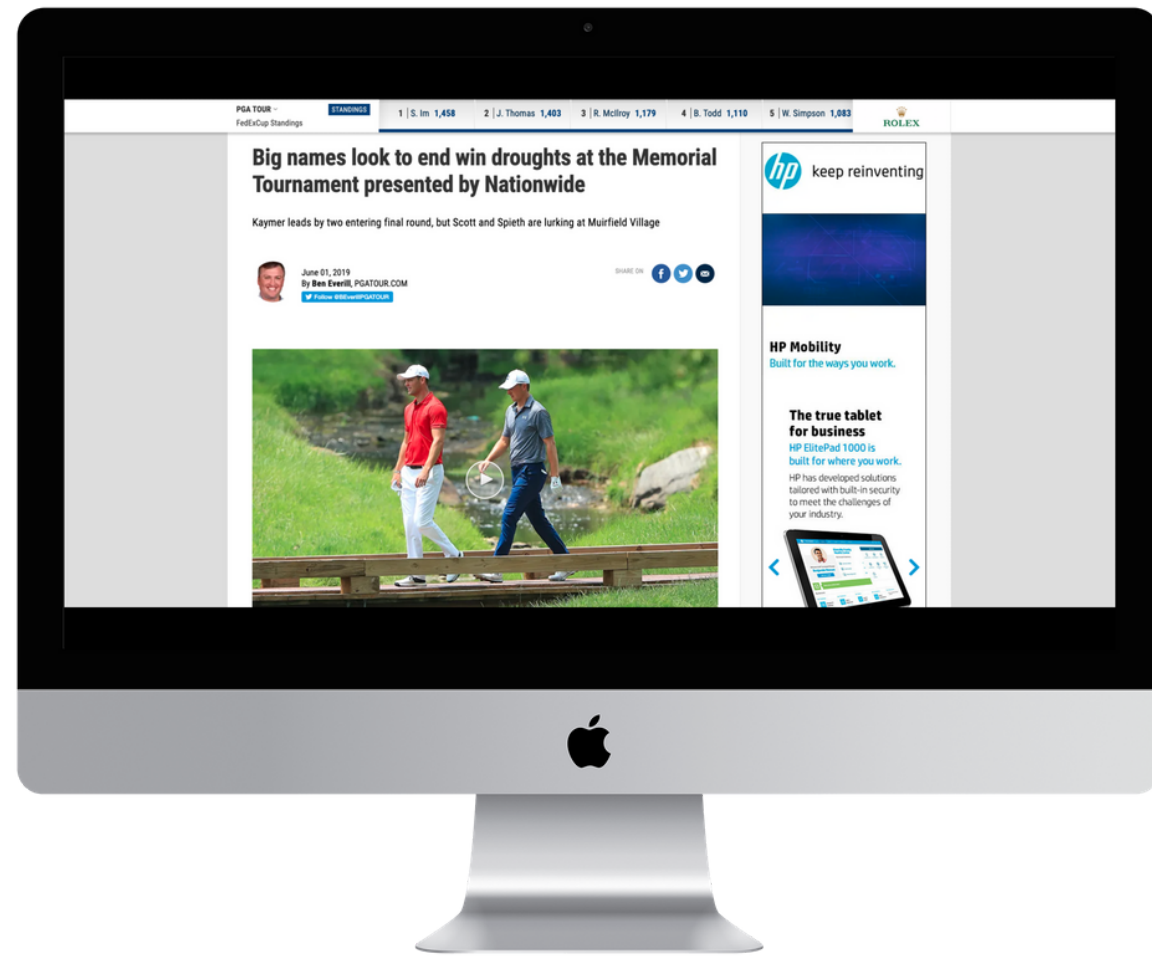 PGA TOUR
FedExCup Standings
STANDINGS
1 | S. Im 1,458
2 | J. Thomas 1,403
3 | R. McIlroy 1,179
4 | B. Todd 1,110
5 | W. Simpson 1,083
ROLEX
Big names look to end win droughts at the Memorial
Tournament presented by Nationwide
Kaymer leads by two entering final round, but Scott and Spieth are lurking at Muirfield Village
June 01, 2019
By Ben Everill, PGATOUR.COM
Follow @BEverillPGATOUR
SHARE ON
hp keep reinventing
HP Mobility
Built for the ways you work.
The true tablet
for business
HP ElitePad 1000 is
built for where you work.
HP has developed solutions
tailored with built-in security
to meet the challenges of
your industry.